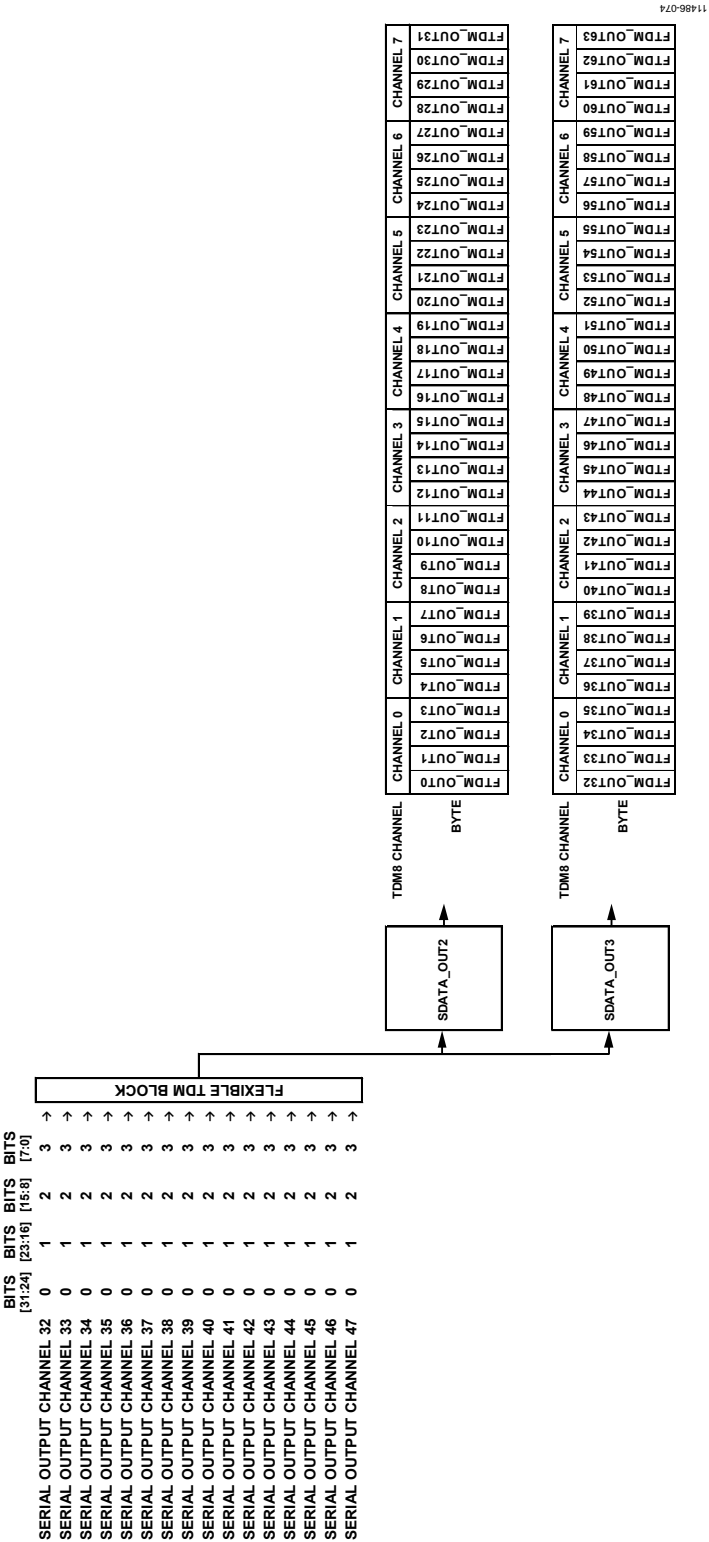 BITS [31:24] BITS [23:16] BITS [15:8] BITS [7:0]
SERIAL OUTPUT CHANNEL 32 0 1 2 3 →
SERIAL OUTPUT CHANNEL 33 0 1 2 3 →
SERIAL OUTPUT CHANNEL 34 0 1 2 3 →
SERIAL OUTPUT CHANNEL 35 0 1 2 3 →
SERIAL OUTPUT CHANNEL 36 0 1 2 3 →
SERIAL OUTPUT CHANNEL 37 0 1 2 3 →
SERIAL OUTPUT CHANNEL 38 0 1 2 3 →
SERIAL OUTPUT CHANNEL 39 0 1 2 3 →
SERIAL OUTPUT CHANNEL 40 0 1 2 3 →
SERIAL OUTPUT CHANNEL 41 0 1 2 3 →
SERIAL OUTPUT CHANNEL 42 0 1 2 3 →
SERIAL OUTPUT CHANNEL 43 0 1 2 3 →
SERIAL OUTPUT CHANNEL 44 0 1 2 3 →
SERIAL OUTPUT CHANNEL 45 0 1 2 3 →
SERIAL OUTPUT CHANNEL 46 0 1 2 3 →
SERIAL OUTPUT CHANNEL 47 0 1 2 3 →
FLEXIBLE TDM BLOCK
SDATA_OUT2
TDM8 CHANNEL
CHANNEL 0
CHANNEL 1
CHANNEL 2
CHANNEL 3
CHANNEL 4
CHANNEL 5
CHANNEL 6
CHANNEL 7
BYTE
FTDM_OUT0
FTDM_OUT1
FTDM_OUT2
FTDM_OUT3
FTDM_OUT4
FTDM_OUT5
FTDM_OUT6
FTDM_OUT7
FTDM_OUT8
FTDM_OUT9
FTDM_OUT10
FTDM_OUT11
FTDM_OUT12
FTDM_OUT13
FTDM_OUT14
FTDM_OUT15
FTDM_OUT16
FTDM_OUT17
FTDM_OUT18
FTDM_OUT19
FTDM_OUT20
FTDM_OUT21
FTDM_OUT22
FTDM_OUT23
FTDM_OUT24
FTDM_OUT25
FTDM_OUT26
FTDM_OUT27
FTDM_OUT28
FTDM_OUT29
FTDM_OUT30
FTDM_OUT31
SDATA_OUT3
TDM8 CHANNEL
CHANNEL 0
CHANNEL 1
CHANNEL 2
CHANNEL 3
CHANNEL 4
CHANNEL 5
CHANNEL 6
CHANNEL 7
BYTE
FTDM_OUT32
FTDM_OUT33
FTDM_OUT34
FTDM_OUT35
FTDM_OUT36
FTDM_OUT37
FTDM_OUT38
FTDM_OUT39
FTDM_OUT40
FTDM_OUT41
FTDM_OUT42
FTDM_OUT43
FTDM_OUT44
FTDM_OUT45
FTDM_OUT46
FTDM_OUT47
FTDM_OUT48
FTDM_OUT49
FTDM_OUT50
FTDM_OUT51
FTDM_OUT52
FTDM_OUT53
FTDM_OUT54
FTDM_OUT55
FTDM_OUT56
FTDM_OUT57
FTDM_OUT58
FTDM_OUT59
FTDM_OUT60
FTDM_OUT61
FTDM_OUT62
FTDM_OUT63
11486-074